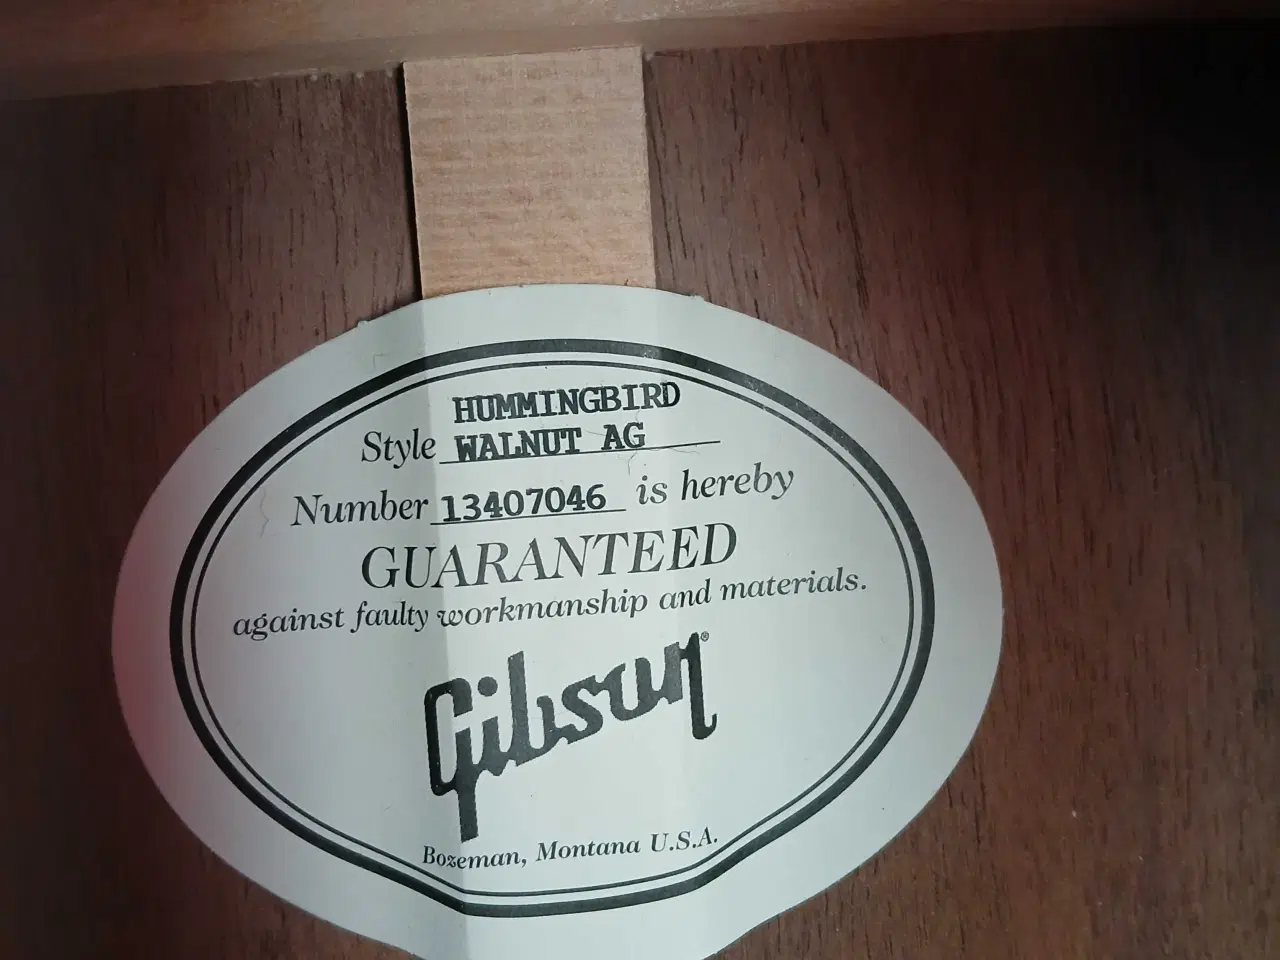 HUMMINGBIRD
Style WALNUT AG
Number 13407046 is hereby
GUARANTEED
against faulty workmanship and materials.
Gibson®
Bozeman, Montana U.S.A.